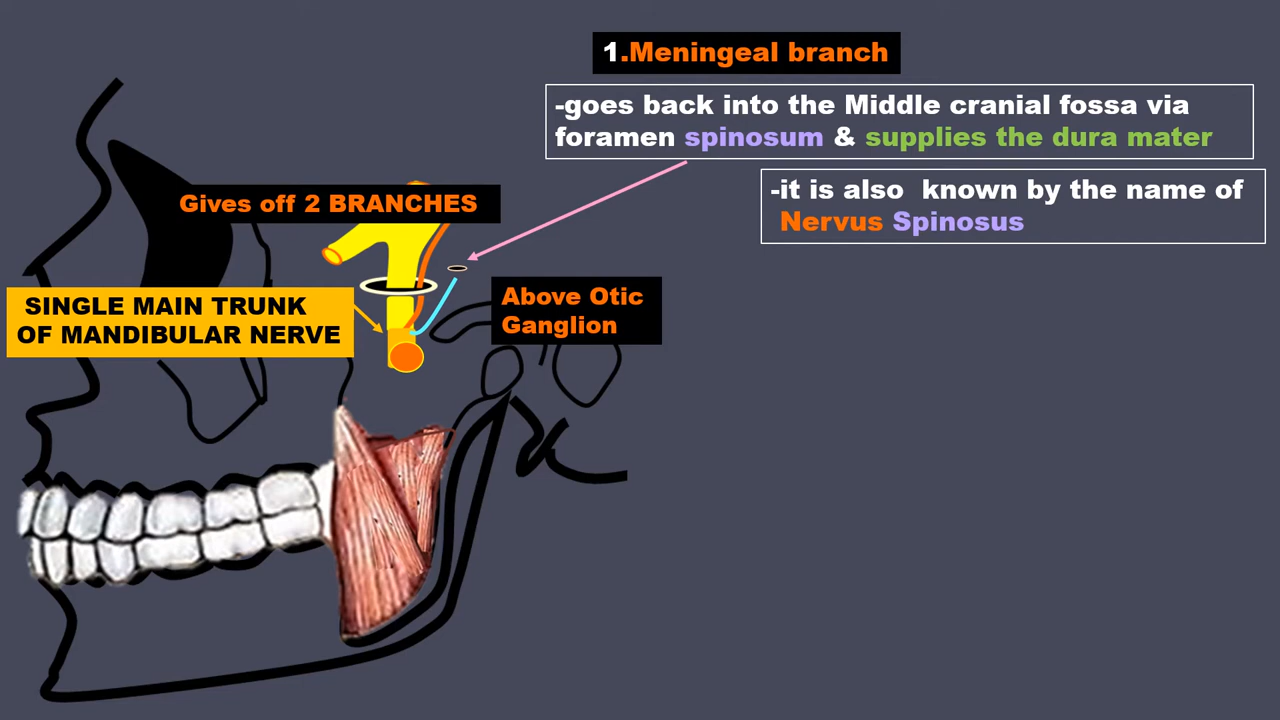 1.Meningeal branch
-goes back into the Middle cranial fossa via
foramen spinosum & supplies the dura mater
-it is also  known by the name of
Nervus Spinosus
Gives off 2 BRANCHES
SINGLE MAIN TRUNK
OF MANDIBULAR NERVE
Above Otic
Ganglion